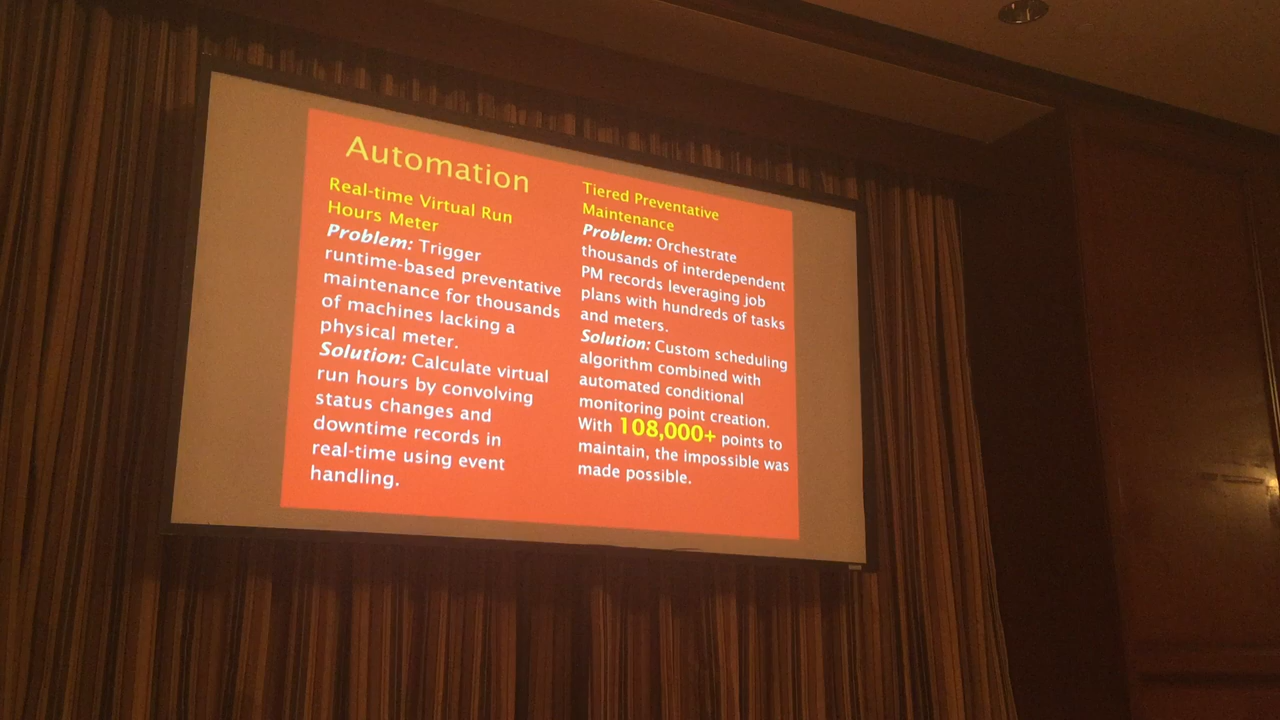 Automation
Real-time Virtual Run
Hours Meter
Problem: Trigger
runtime-based preventative
maintenance for thousands
of machines lacking a
physical meter.
Solution: Calculate virtual
run hours by convolving
status changes and
downtime records in
real-time using event
handling.
Tiered Preventative
Maintenance
Problem: Orchestrate
thousands of interdependent
PM records leveraging job
plans with hundreds of tasks
and meters.
Solution: Custom scheduling
algorithm combined with
automated conditional
monitoring point creation.
With 108,000+ points to
maintain, the impossible was
made possible.